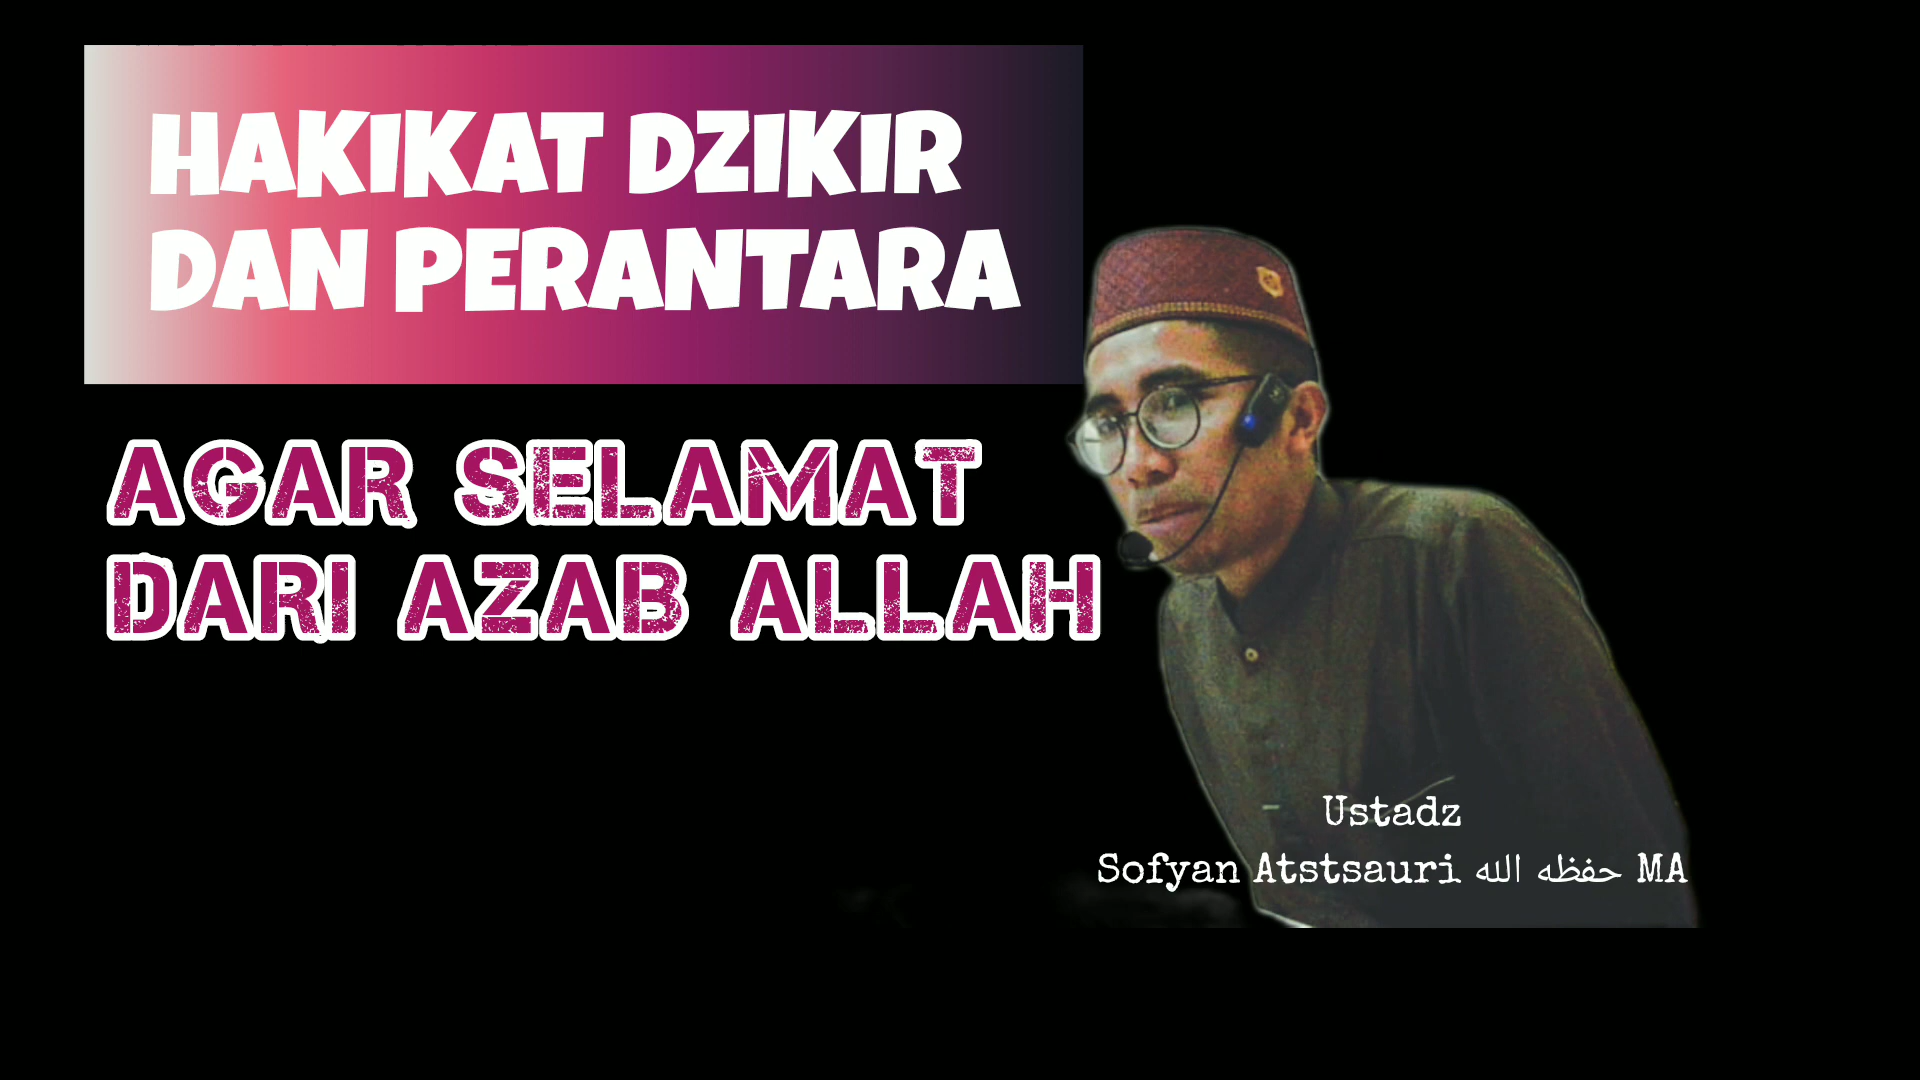 HAKIKAT DZIKIR
DAN PERANTARA
AGAR SELAMAT
DARI AZAB ALLAH
Ustadz
Sofyan Atstsauri حفظه الله MA